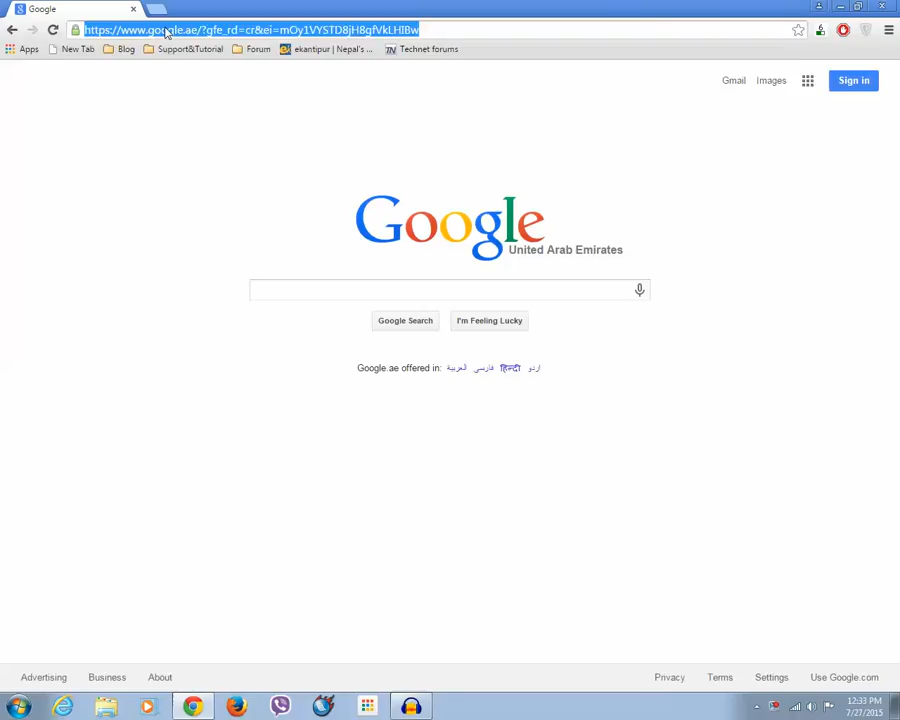 Google
https://www.google.ae/?gfe_rd=cr&ei=mOy1VYSTD8jH8gfVkLHIBw
Apps New Tab Blog Support&Tutorial Forum ekantipur | Nepal's ... Technet forums
Gmail Images Sign in
Google
United Arab Emirates
Google Search I'm Feeling Lucky
Google.ae offered in: العربية فارسی हिन्दी اردو
Advertising Business About Privacy Terms Settings Use Google.com
12:33 PM
7/27/2015